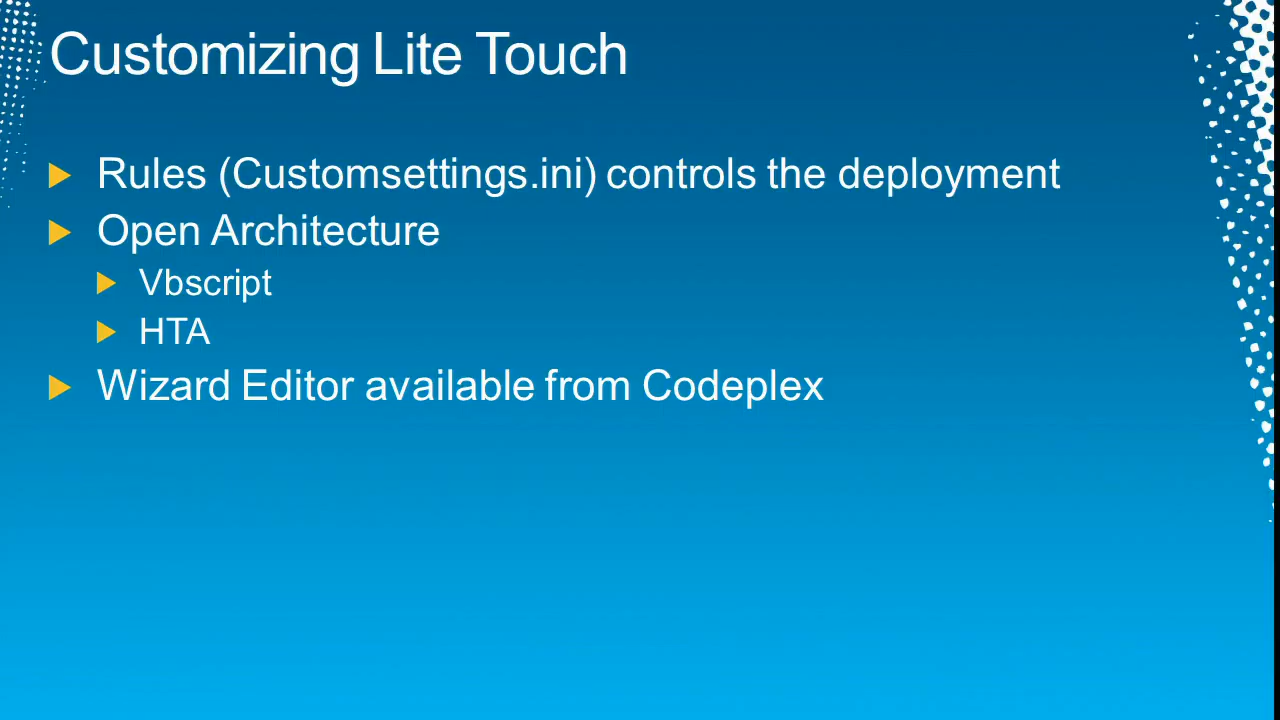 Customizing Lite Touch
Rules (Customsettings.ini) controls the deployment
Open Architecture
Vbscript
HTA
Wizard Editor available from Codeplex